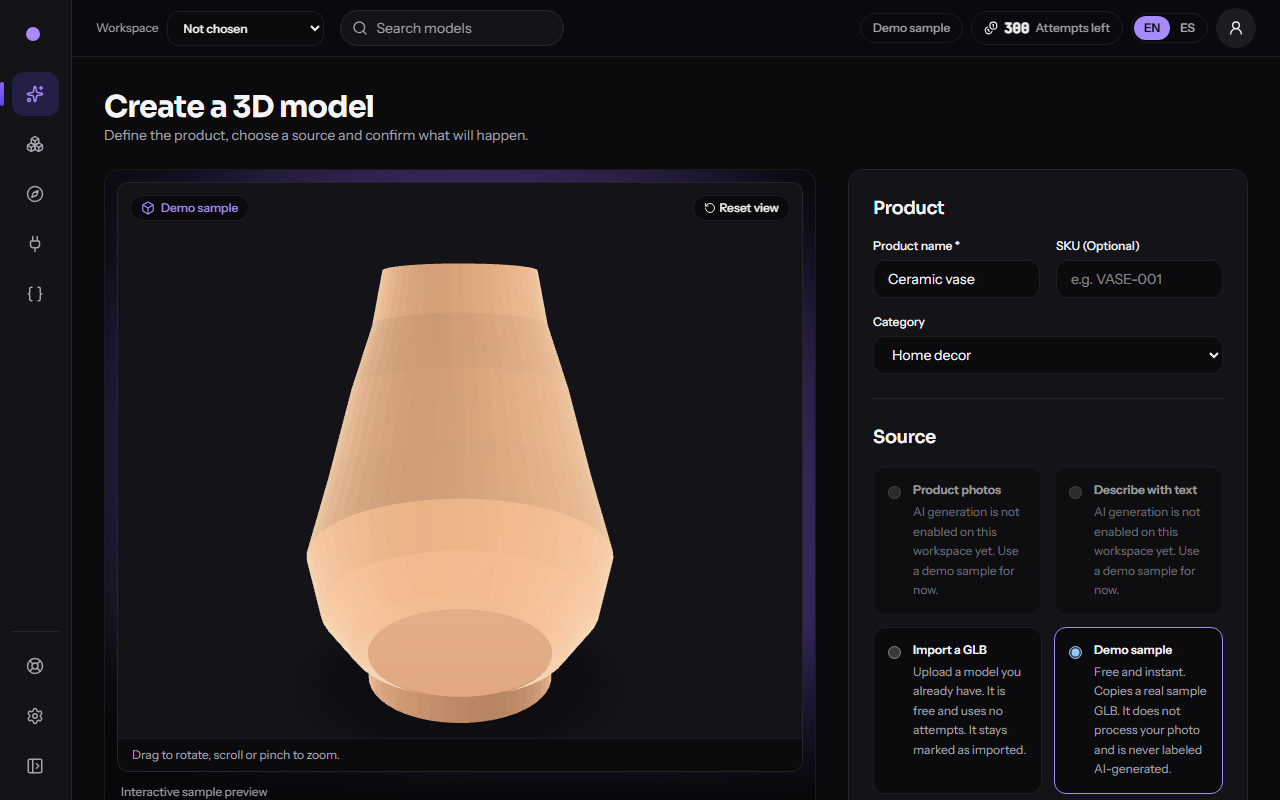 Workspace
Not chosen
Search models
Demo sample
300 Attempts left
EN
ES
Create a 3D model
Define the product, choose a source and confirm what will happen.
Demo sample
Reset view
Drag to rotate, scroll or pinch to zoom.
Interactive sample preview
Product
Product name *
SKU (Optional)
Ceramic vase
e.g. VASE-001
Category
Home decor
Source
Product photos
AI generation is not
enabled on this
workspace yet. Use
a demo sample for
now.
Describe with text
AI generation is not
enabled on this
workspace yet. Use
a demo sample for
now.
Import a GLB
Upload a model you
already have. It is
free and uses no
attempts. It stays
marked as imported.
Demo sample
Free and instant.
Copies a real sample
GLB. It does not
process your photo
and is never labeled
AI-generated.